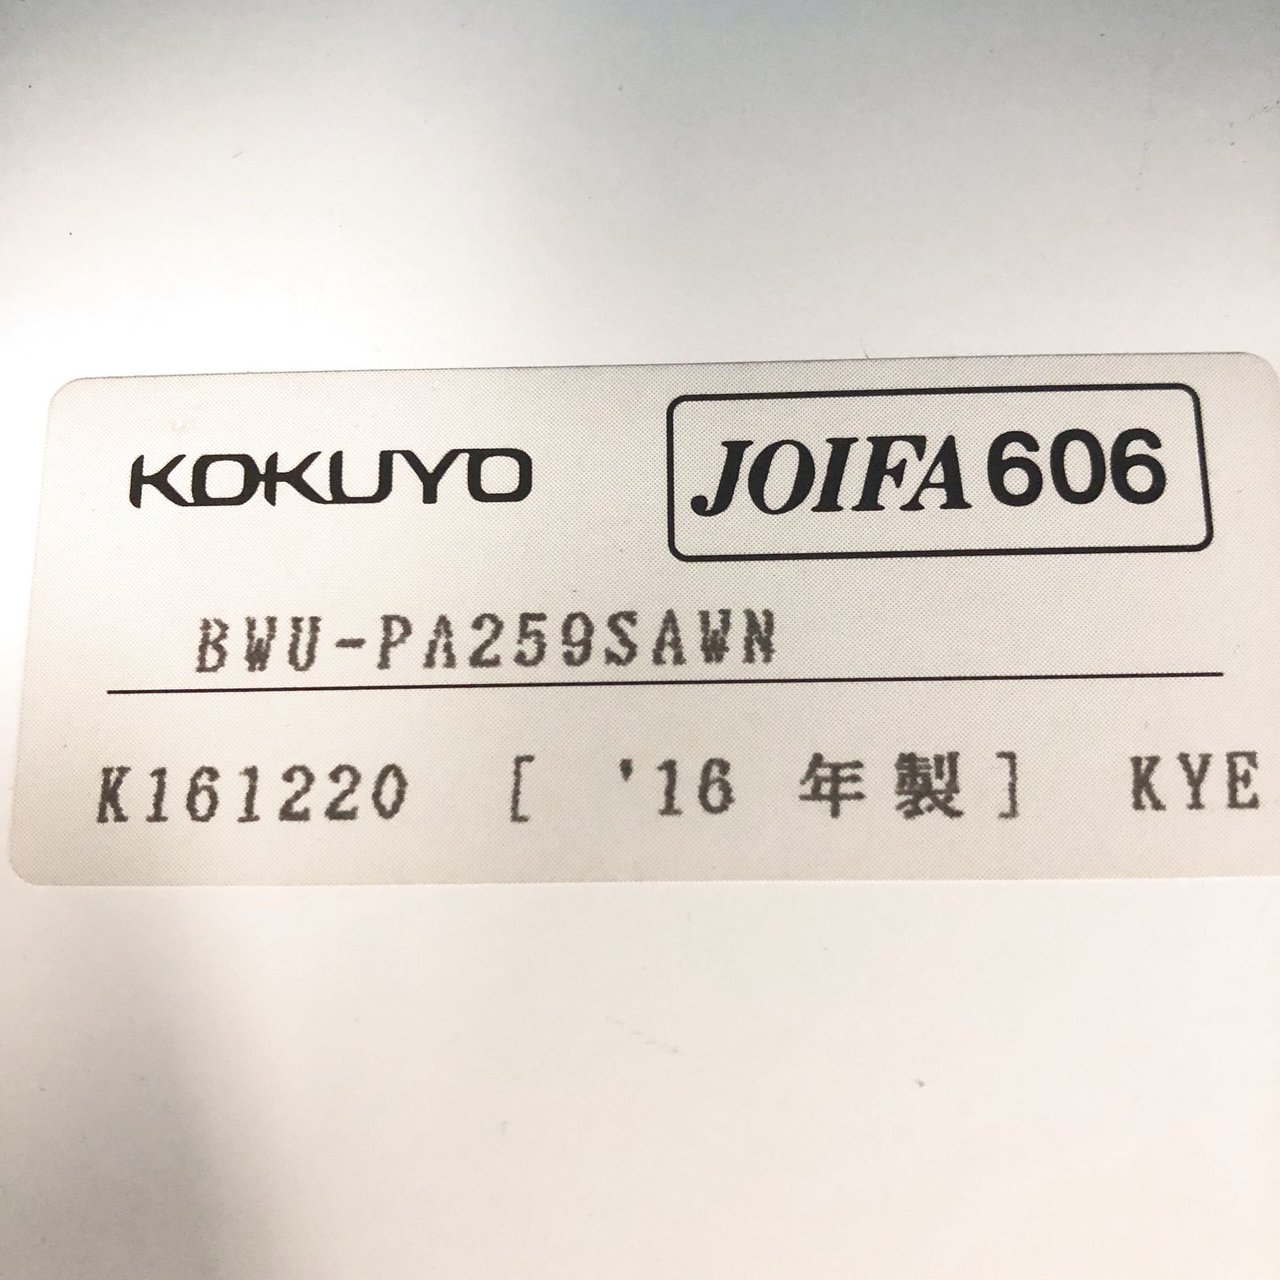 KOKUYO JOIFA606
BWU-PA259SAWN
K161220 [ '16 年製] KYE